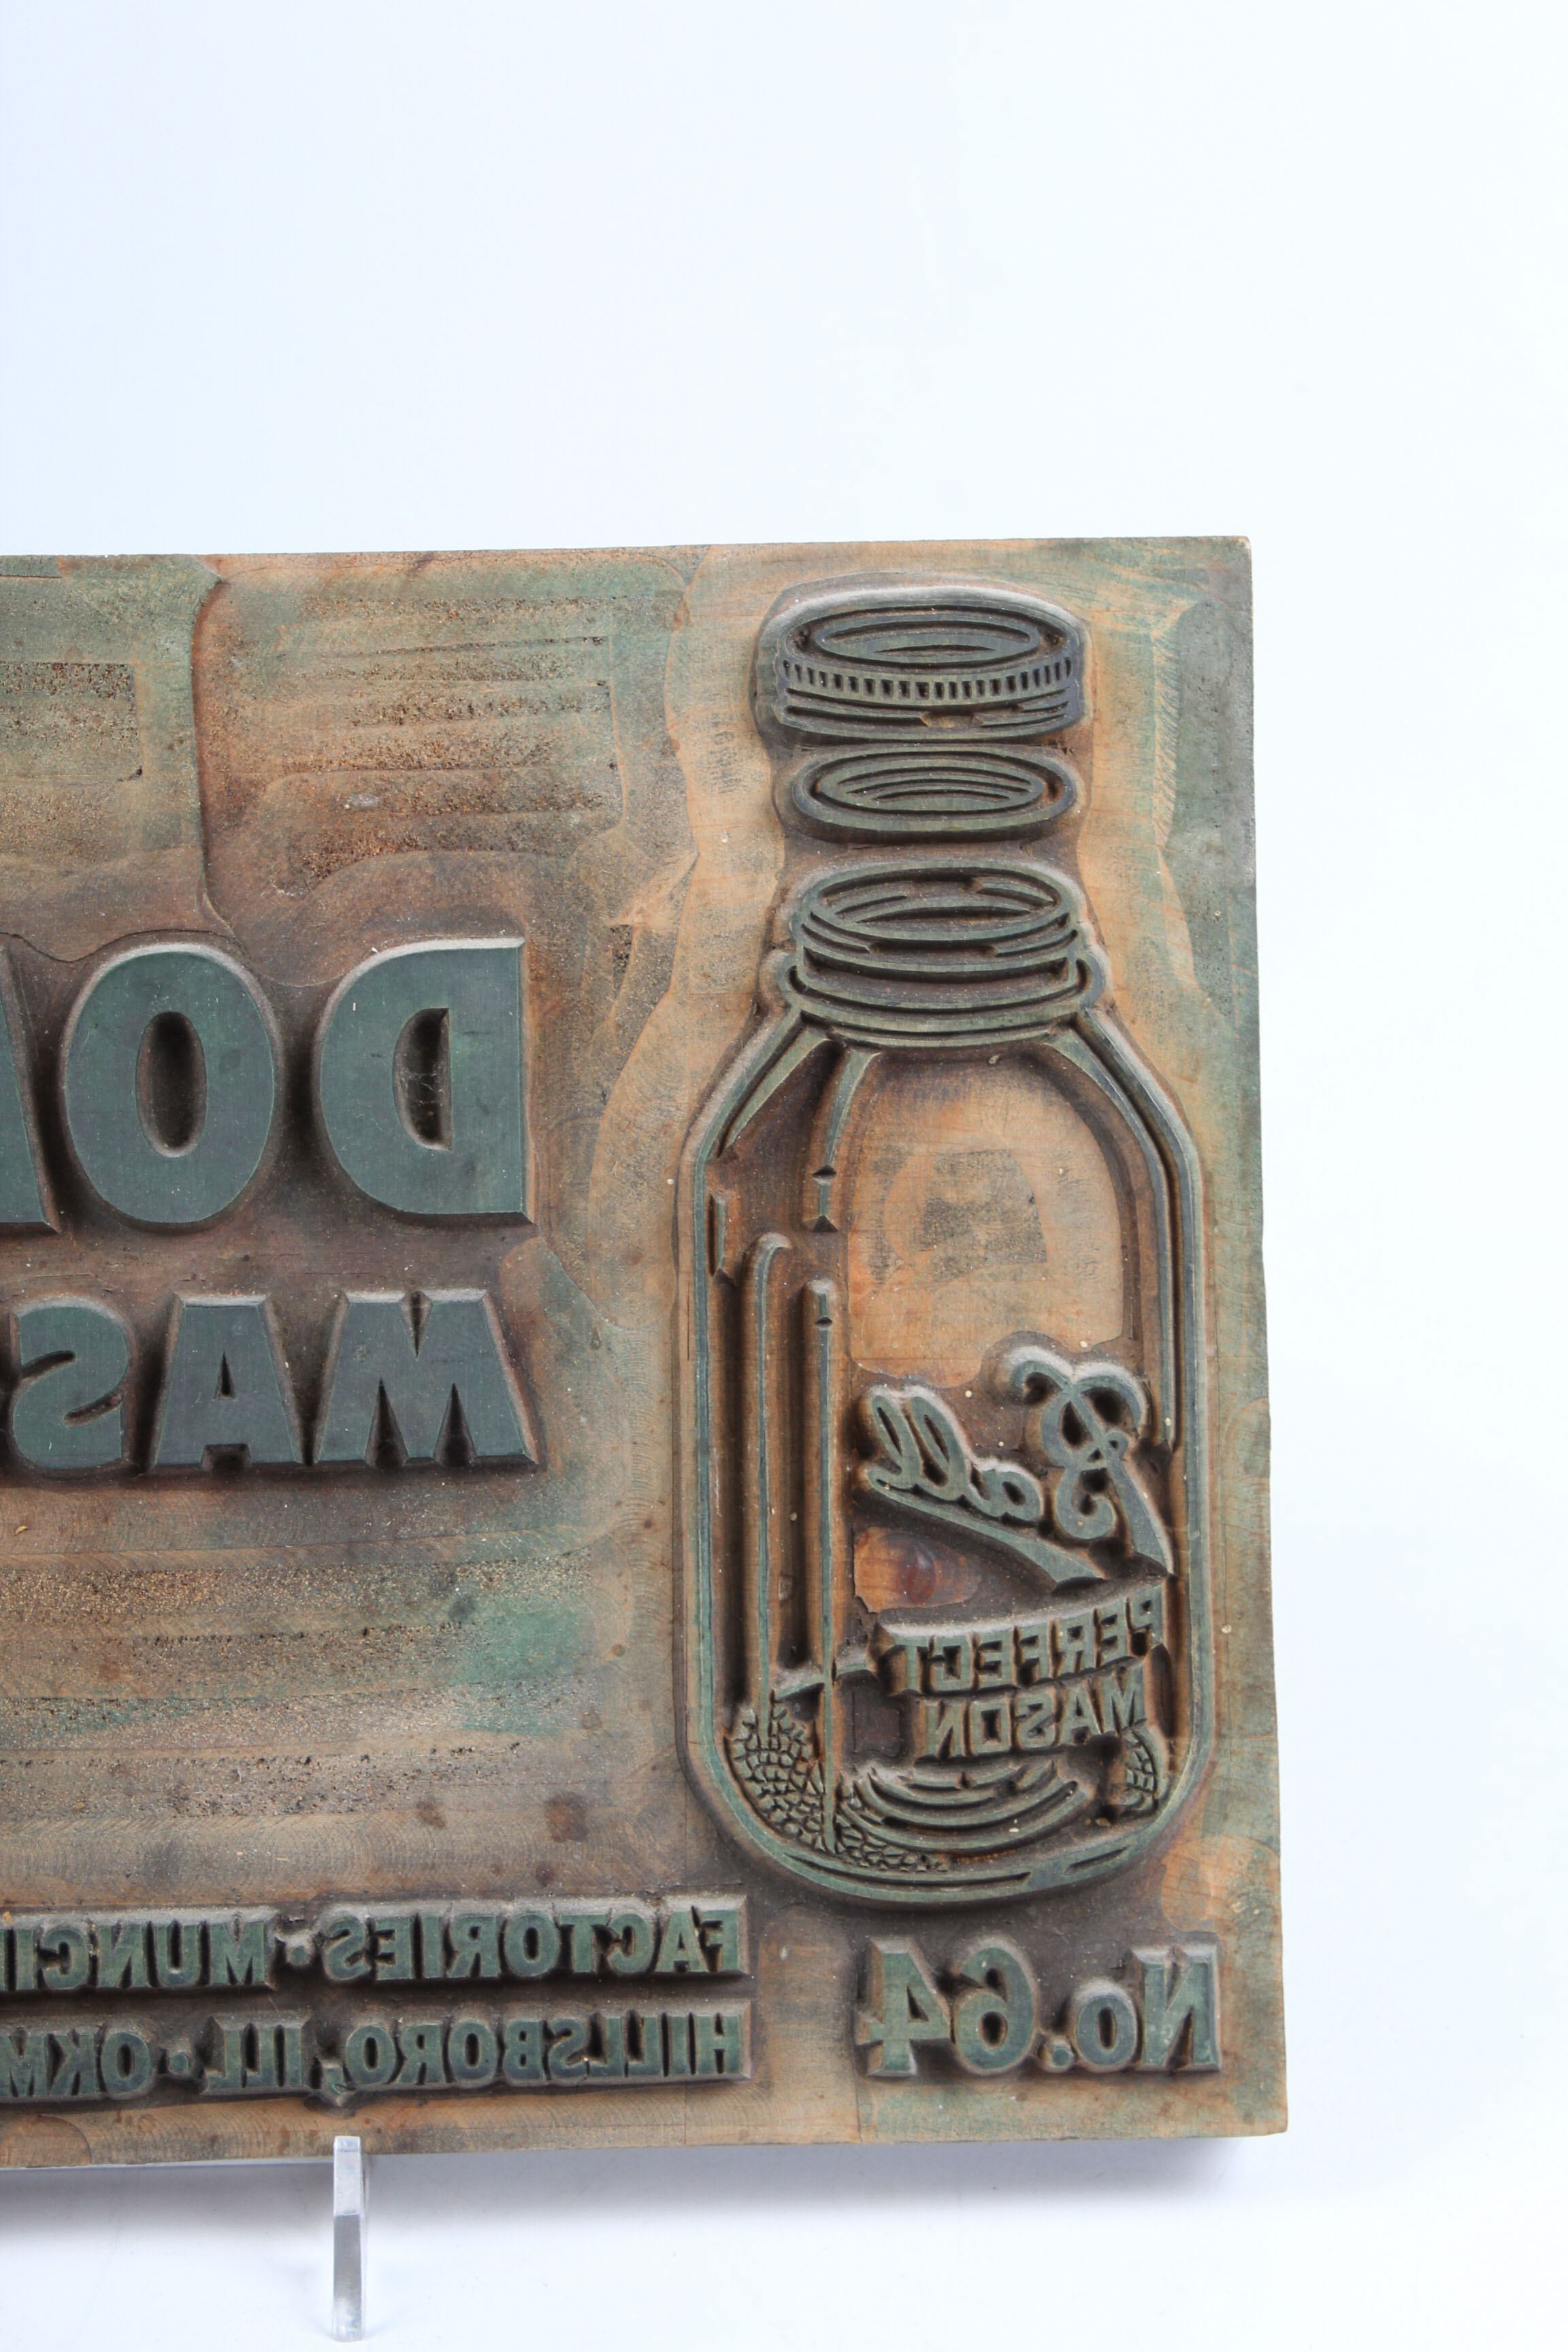 DO
MAS
Ball
PERFECT
MASON
FACTORIES·MUNCI
HILLSBORO, ILL·OKM
No.64